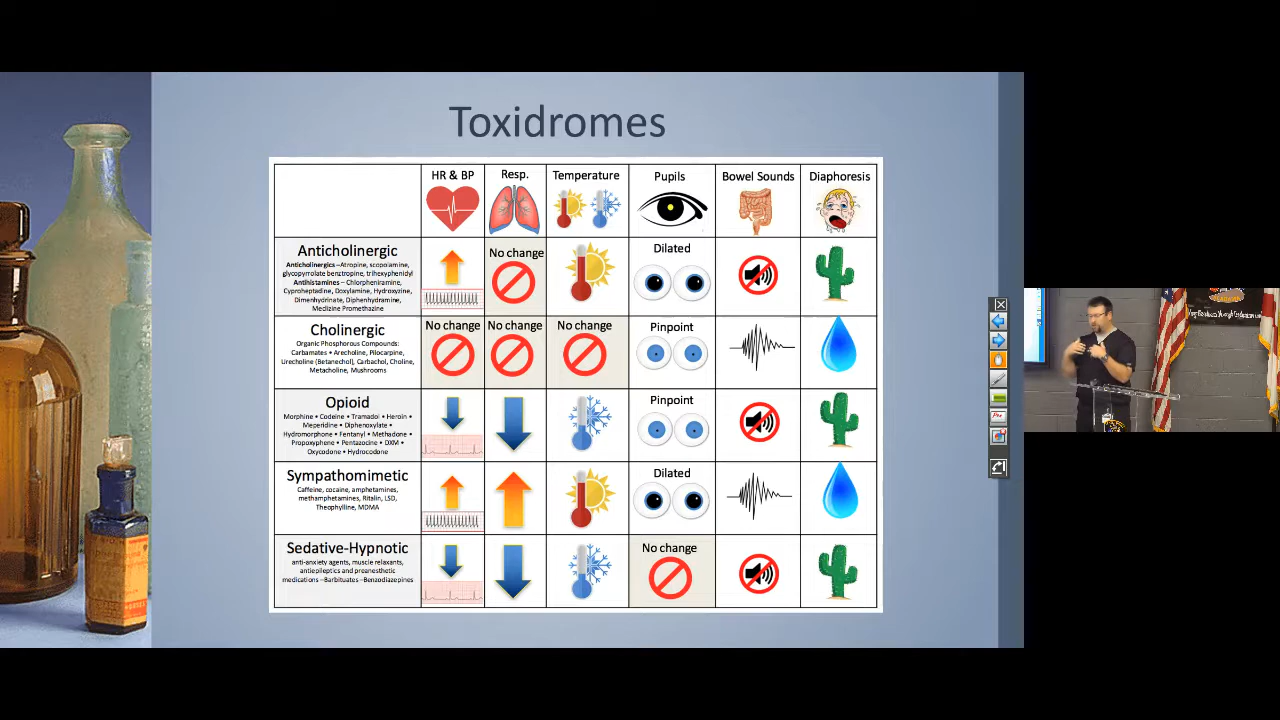 Toxidromes
HR & BP
Resp.
Temperature
Pupils
Bowel Sounds
Diaphoresis
Anticholinergic
Anticholinergics –Atropine, scopolamine,
glycopyrrolate benztropine, trihexyphenidyl
Antihistamines – Chlorpheniramine,
Cyproheptadine, Doxylamine, Hydroxyzine,
Dimenhydrinate, Diphenhydramine,
Meclizine Promethazine
No change
Dilated
Cholinergic
Organic Phosphorous Compounds:
Carbamates • Arecholine, Pilocarpine,
Urecholine (Betanechol), Carbachol, Choline,
Metacholine, Mushrooms
No change
No change
No change
Pinpoint
Opioid
Morphine • Codeine • Tramadol • Heroin •
Meperidine • Diphenoxylate •
Hydromorphone • Fentanyl • Methadone •
Propoxyphene • Pentazocine • DXM •
Oxycodone • Hydrocodone
Pinpoint
Sympathomimetic
Caffeine, cocaine, amphetamines,
methamphetamines, Ritalin, LSD,
Theophylline, MDMA
Dilated
Sedative-Hypnotic
anti-anxiety agents, muscle relaxants,
antiepileptics and preanesthetic
medications –Barbituates –Benzodiazepines
No change